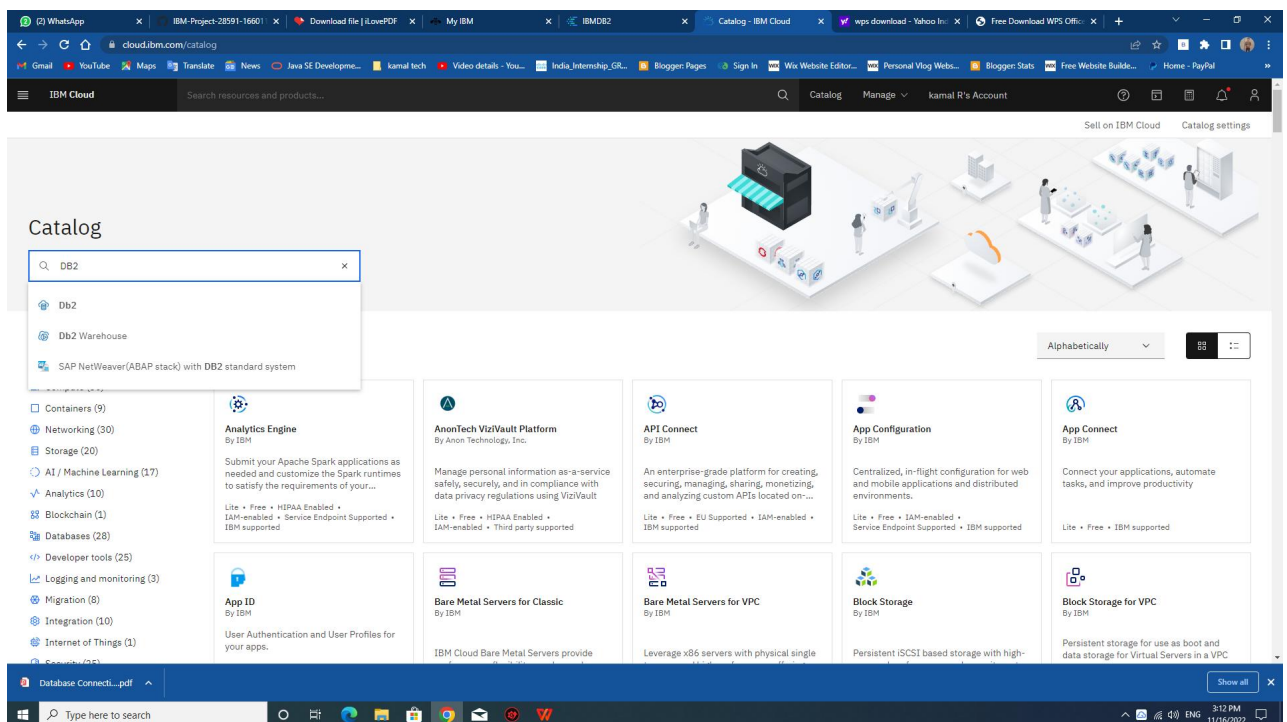 (2) WhatsApp
IBM-Project-28591-16601
Download file | iLovePDF
My IBM
IBMDB2
Catalog - IBM Cloud
wps download - Yahoo Ind
Free Download WPS Offic
cloud.ibm.com/catalog
Gmail
YouTube
Maps
Translate
News
Java SE Developme...
kamal tech
Video details - You...
India_Internship_GR...
Blogger: Pages
Sign In
Wix Website Editor...
Personal Vlog Webs...
Blogger: Stats
Free Website Builde...
Home - PayPal
IBM Cloud
Search resources and products...
Catalog
Manage
kamal R's Account
Sell on IBM Cloud
Catalog settings
Catalog
DB2
Db2
Db2 Warehouse
SAP NetWeaver(ABAP stack) with DB2 standard system
Alphabetically
Containers (9)
Networking (30)
Storage (20)
AI / Machine Learning (17)
Analytics (10)
Blockchain (1)
Databases (28)
Developer tools (25)
Logging and monitoring (3)
Migration (8)
Integration (10)
Internet of Things (1)
Analytics Engine
By IBM
Submit your Apache Spark applications as
needed and customize the Spark runtimes
to satisfy the requirements of your...
Lite • Free • HIPAA Enabled •
IAM-enabled • Service Endpoint Supported •
IBM supported
AnonTech ViziVault Platform
By Anon Technology, Inc.
Manage personal information as-a-service
safely, securely, and in compliance with
data privacy regulations using ViziVault
Lite • Free • HIPAA Enabled •
IAM-enabled • Third party supported
API Connect
By IBM
An enterprise-grade platform for creating,
securing, managing, sharing, monetizing,
and analyzing custom APIs located on-...
Lite • Free • EU Supported • IAM-enabled •
IBM supported
App Configuration
By IBM
Centralized, in-flight configuration for web
and mobile applications and distributed
environments.
Lite • Free • IAM-enabled •
Service Endpoint Supported • IBM supported
App Connect
By IBM
Connect your applications, automate
tasks, and improve productivity
Lite • Free • IBM supported
App ID
By IBM
User Authentication and User Profiles for
your apps.
Bare Metal Servers for Classic
By IBM
IBM Cloud Bare Metal Servers provide
Bare Metal Servers for VPC
By IBM
Leverage x86 servers with physical single
Block Storage
By IBM
Persistent iSCSI based storage with high-
Block Storage for VPC
By IBM
Persistent storage for use as boot and
data storage for Virtual Servers in a VPC
Database Connecti....pdf
Show all
Type here to search
ENG
3:12 PM
11/16/2022